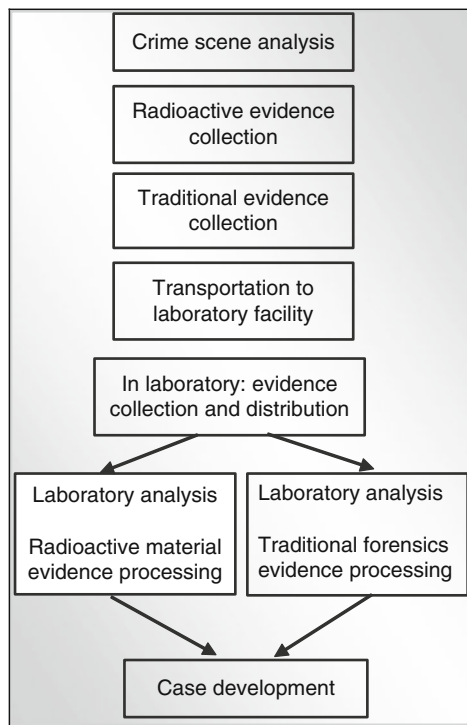 Crime scene analysis
Radioactive evidence
collection
Traditional evidence
collection
Transportation to
laboratory facility
In laboratory: evidence
collection and distribution
Laboratory analysis
Radioactive material
evidence processing
Laboratory analysis
Traditional forensics
evidence processing
Case development